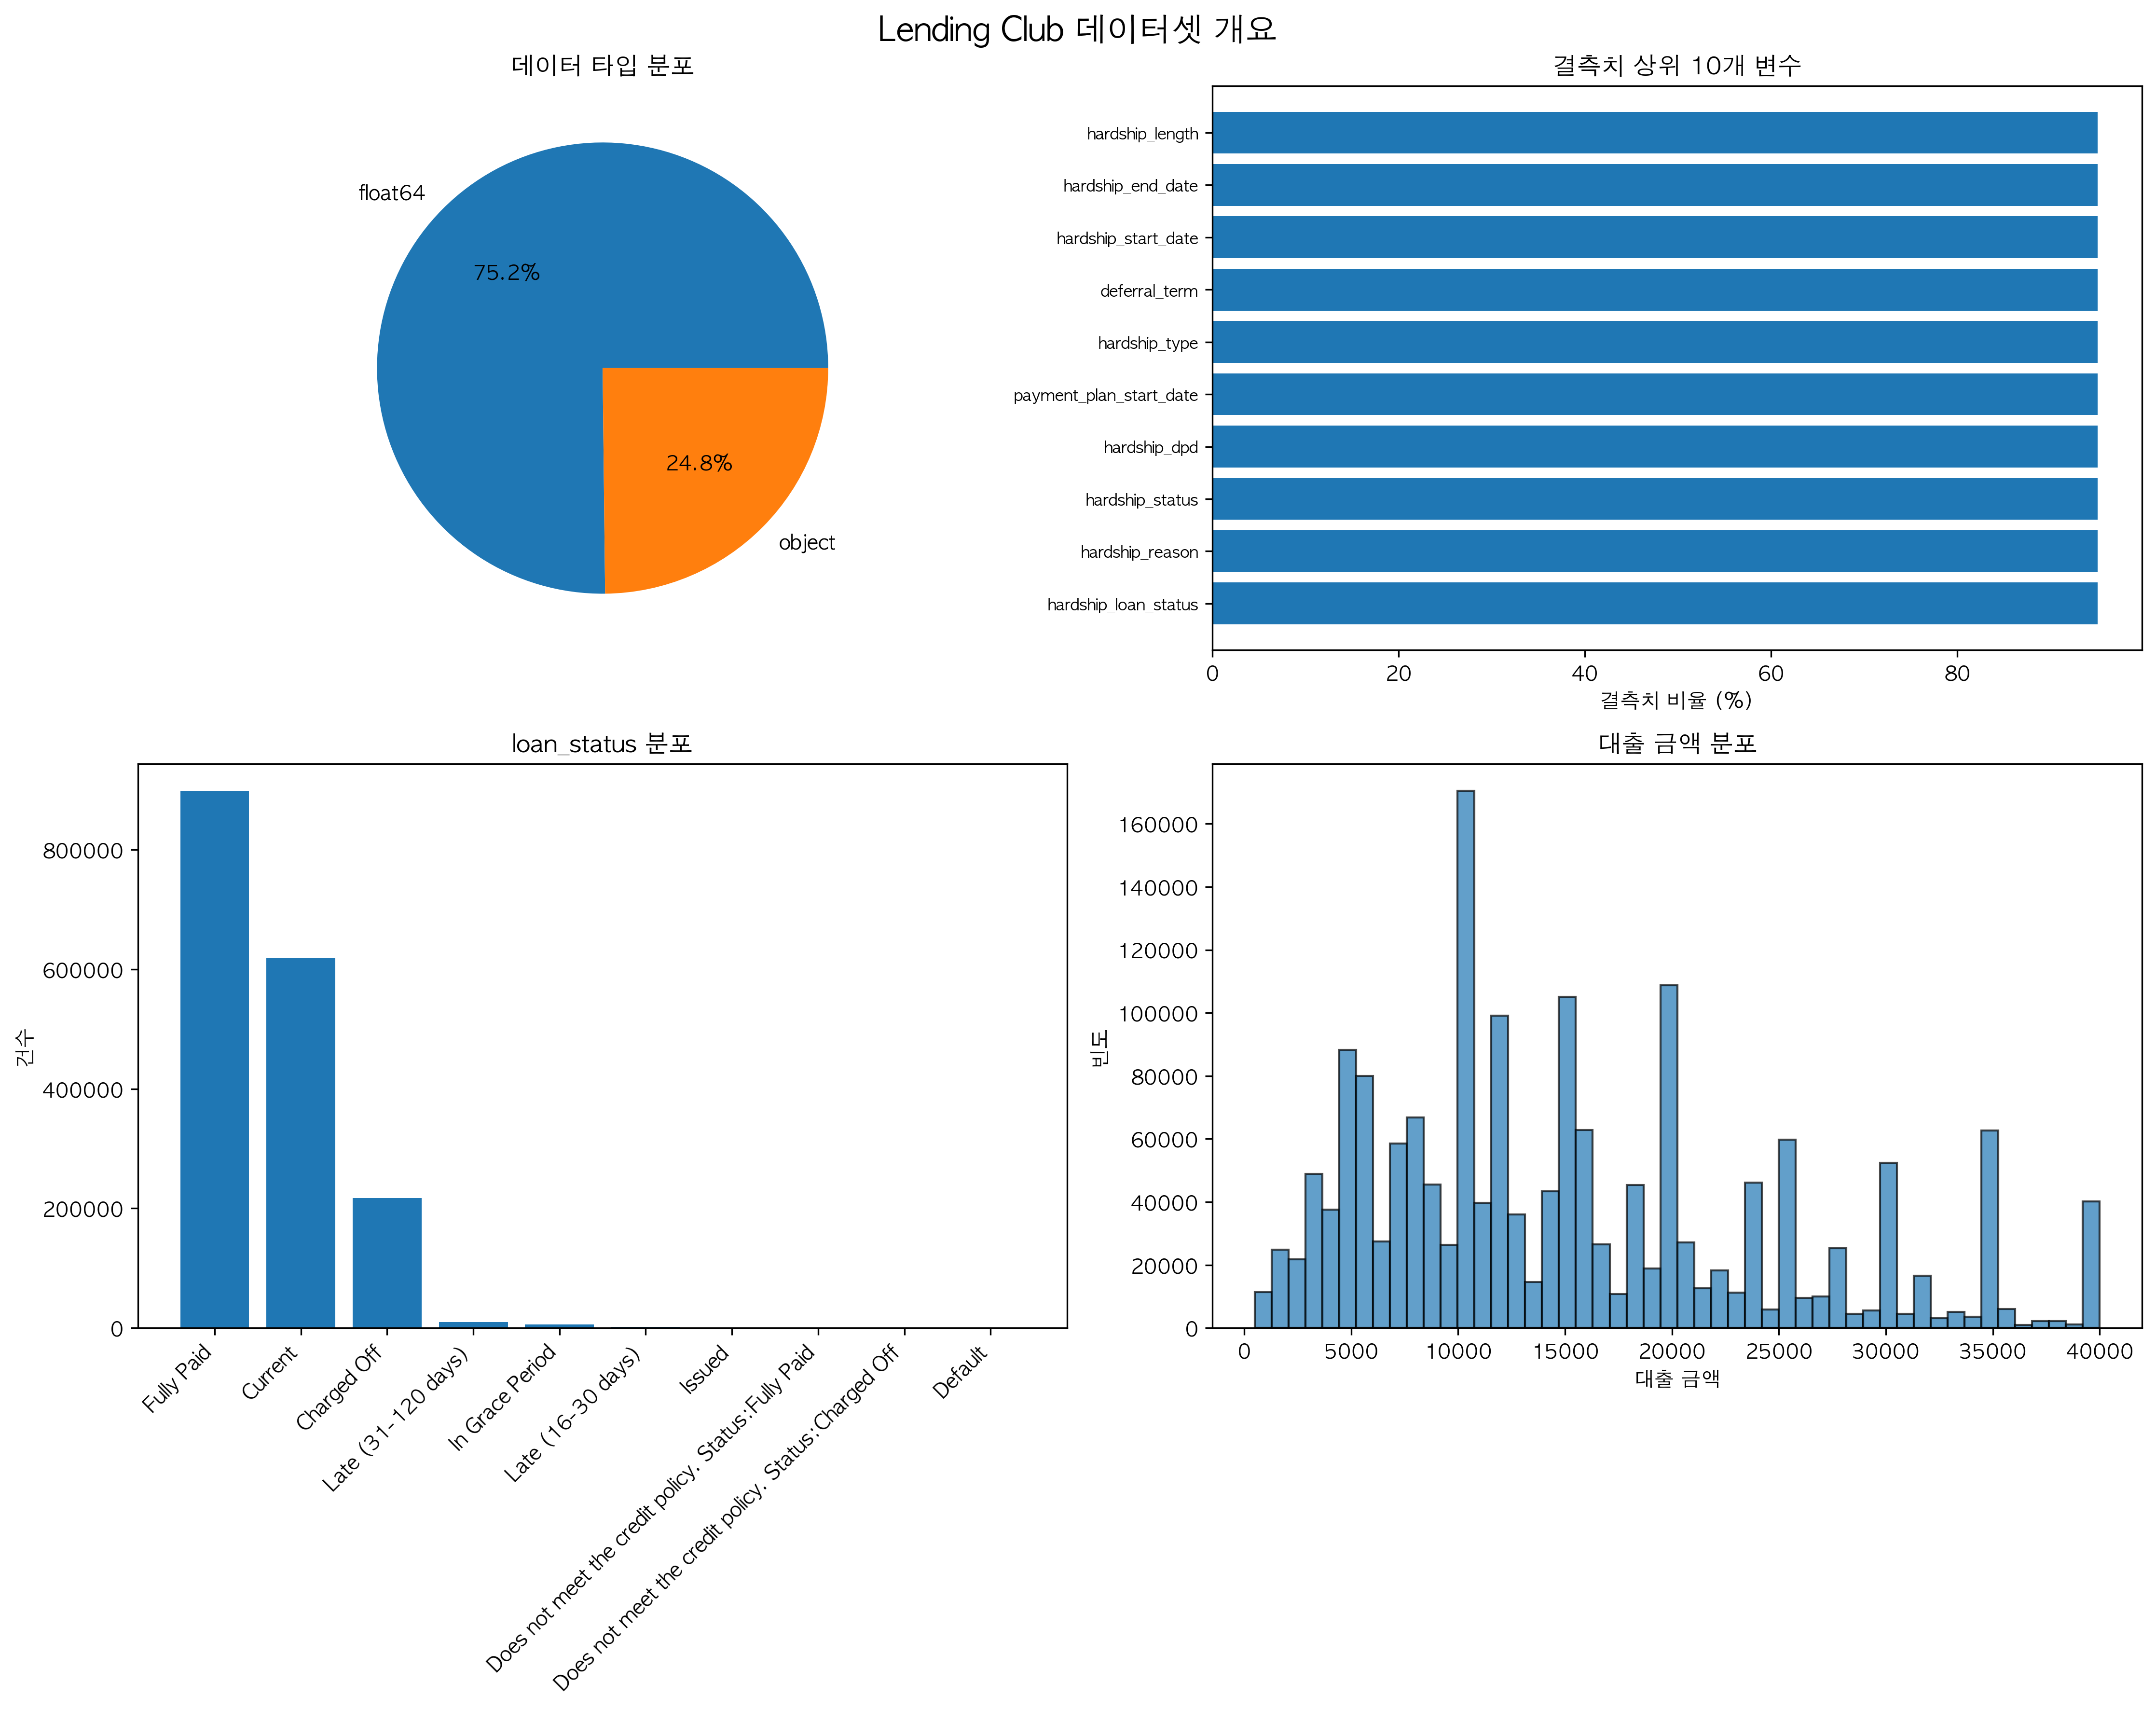 Lending Club 데이터셋 개요
데이터 타입 분포
float64
75.2%
24.8%
object
결측치 상위 10개 변수
hardship_length
hardship_end_date
hardship_start_date
deferral_term
hardship_type
payment_plan_start_date
hardship_dpd
hardship_status
hardship_reason
hardship_loan_status
0 20 40 60 80
결측치 비율 (%)
loan_status 분포
건수
800000
600000
400000
200000
0
Fully Paid
Current
Charged Off
Late (31-120 days)
In Grace Period
Late (16-30 days)
Issued
Does not meet the credit policy. Status:Fully Paid
Does not meet the credit policy. Status:Charged Off
Default
대출 금액 분포
빈도
160000
140000
120000
100000
80000
60000
40000
20000
0
0 5000 10000 15000 20000 25000 30000 35000 40000
대출 금액